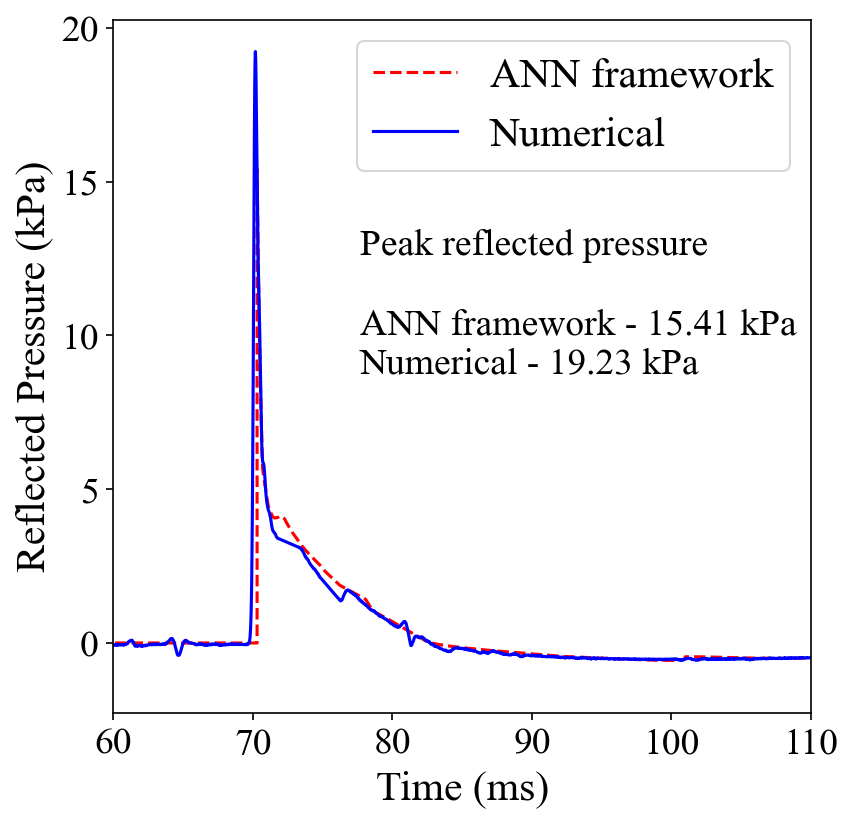 20
15
10
5
0
Reflected Pressure (kPa)
ANN framework
Numerical
Peak reflected pressure
ANN framework - 15.41 kPa
Numerical - 19.23 kPa
60 70 80 90 100 110
Time (ms)